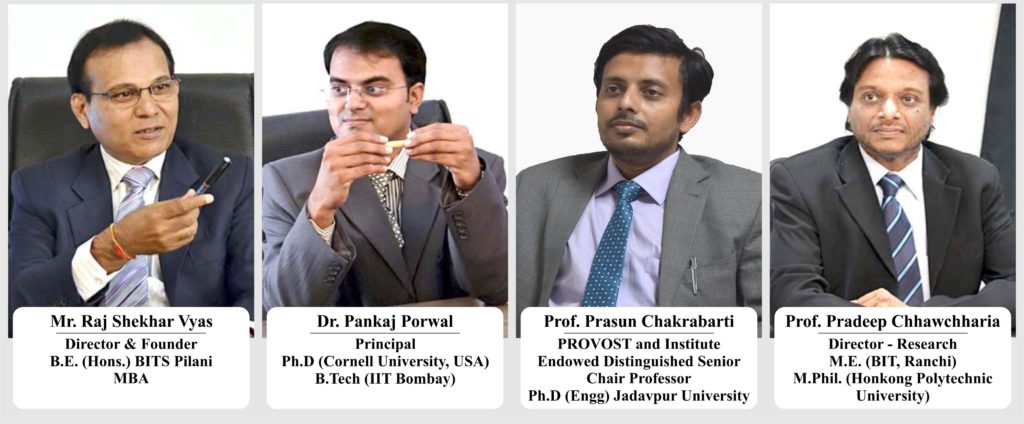 Mr. Raj Shekhar Vyas
Director & Founder
B.E. (Hons.) BITS Pilani
MBA
Dr. Pankaj Porwal
Principal
Ph.D (Cornell University, USA)
B.Tech (IIT Bombay)
Prof. Prasun Chakrabarti
PROVOST and Institute
Endowed Distinguished Senior
Chair Professor
Ph.D (Engg) Jadavpur University
Prof. Pradeep Chhawchharia
Director - Research
M.E. (BIT, Ranchi)
M.Phil. (Honkong Polytechnic
University)